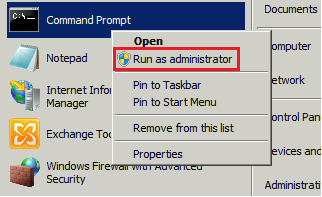 Command Prompt
Notepad
Internet Infor
Manager
Exchange Too
Windows Firewall with Advanced
Security
Open
Run as administrator
Pin to Taskbar
Pin to Start Menu
Remove from this list
Properties
Documents
Computer
Network
Control Pan
Devices and
Administrati